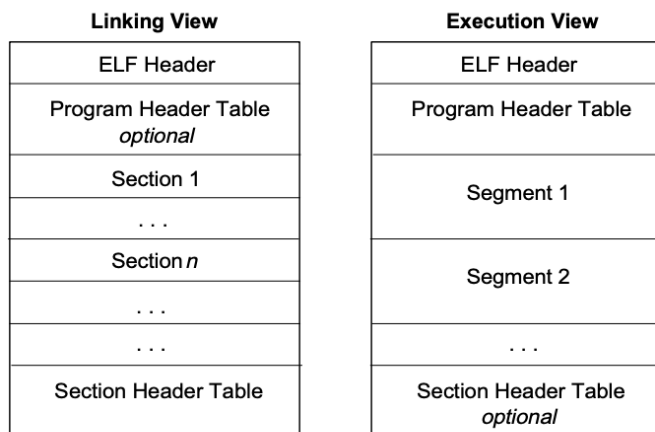 Linking View
ELF Header
Program Header Table
optional
Section 1
. . .
Section n
. . .
. . .
Section Header Table
Execution View
ELF Header
Program Header Table
Segment 1
Segment 2
. . .
Section Header Table
optional